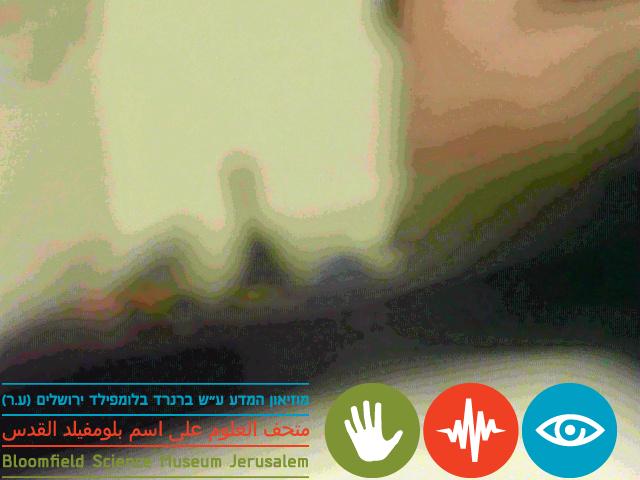 מוזיאון המדע ע״ש ברנרד בלומפילד ירושלים (ע.ר)
متحف العلوم على اسم بلومفيلد القدس
Bloomfield Science Museum Jerusalem